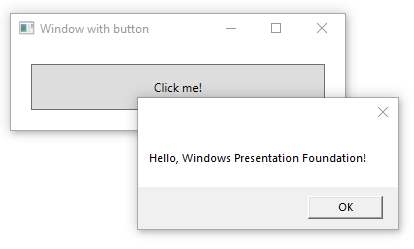 Window with button
Click me!
Hello, Windows Presentation Foundation!
OK